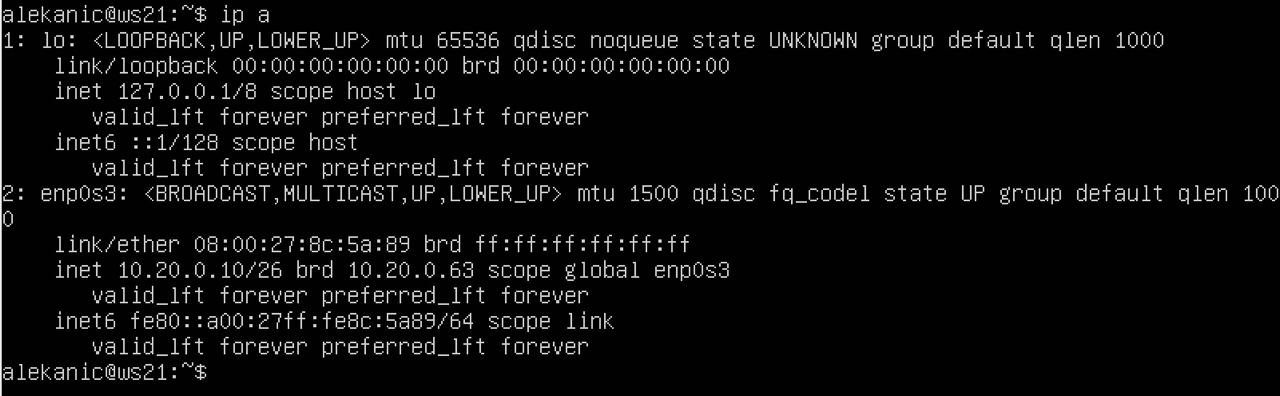 alekanic@ws21:~$ ip a
1: lo: <LOOPBACK,UP,LOWER_UP> mtu 65536 qdisc noqueue state UNKNOWN group default qlen 1000
    link/loopback 00:00:00:00:00:00 brd 00:00:00:00:00:00
    inet 127.0.0.1/8 scope host lo
       valid_lft forever preferred_lft forever
    inet6 ::1/128 scope host
       valid_lft forever preferred_lft forever
2: enp0s3: <BROADCAST,MULTICAST,UP,LOWER_UP> mtu 1500 qdisc fq_codel state UP group default qlen 100
0
    link/ether 08:00:27:8c:5a:89 brd ff:ff:ff:ff:ff:ff
    inet 10.20.0.10/26 brd 10.20.0.63 scope global enp0s3
       valid_lft forever preferred_lft forever
    inet6 fe80::a00:27ff:fe8c:5a89/64 scope link
       valid_lft forever preferred_lft forever
alekanic@ws21:~$